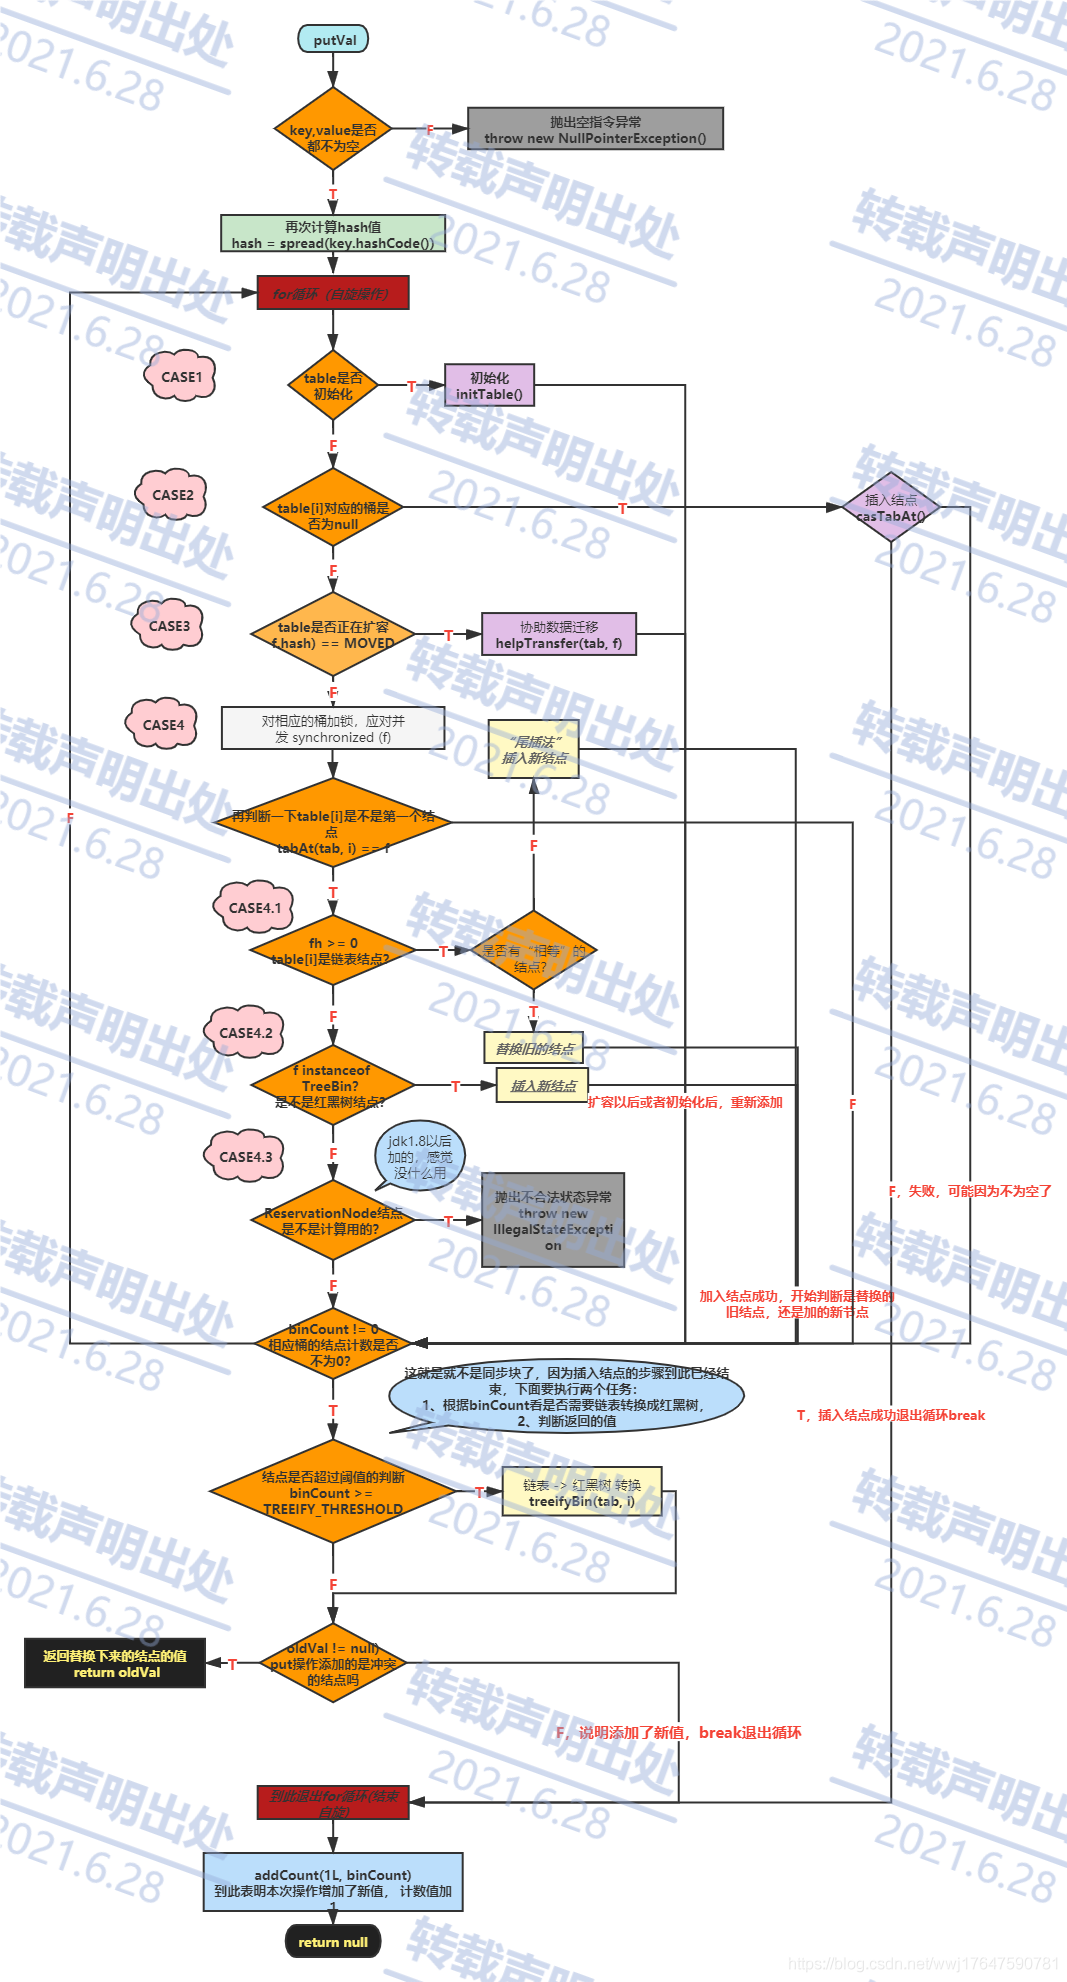 putVal
key,value是否
都不为空
F
抛出空指令异常
throw new NullPointerException()
T
再次计算hash值
hash = spread(key.hashCode())
for循环（自旋操作）
CASE1
table是否
初始化
T
初始化
initTable()
F
CASE2
table[i]对应的桶是
否为null
T
插入结点
casTabAt()
F
CASE3
table是否正在扩容
f.hash) == MOVED
T
协助数据迁移
helpTransfer(tab, f)
F
CASE4
对相应的桶加锁，应对并
发 synchronized (f)
“尾插法”
插入新结点
再判断一下table[i]是不是第一个结
点
tabAt(tab, i) == f
F
F
T
CASE4.1
fh >= 0
table[i]是链表结点?
T
是否有“相等”的
结点?
F
T
CASE4.2
替换旧的结点
f instanceof
TreeBin?
是不是红黑树结点?
T
插入新结点
扩容以后或者初始化后，重新添加
F
F
CASE4.3
jdk1.8以后
加的，感觉
没什么用
ReservationNode结点
是不是计算用的?
T
抛出不合法状态异常
throw new
IllegalStateExcepti
on
F，失败，可能因为不为空了
F
加入结点成功，开始判断是替换的
旧结点，还是加的新节点
binCount != 0
相应桶的结点计数是否
不为0?
这就是就不是同步块了，因为插入结点的步骤到此已经结
束，下面要执行两个任务：
1、根据binCount看是否需要链表转换成红黑树，
2、判断返回的值
T
T，插入结点成功退出循环break
结点是否超过阈值的判断
binCount >=
TREEIFY_THRESHOLD
T
链表 -> 红黑树 转换
treeifyBin(tab, i)
F
oldVal != null)
put操作添加的是冲突
的结点吗
T
返回替换下来的结点的值
return oldVal
F，说明添加了新值，break退出循环
到此退出for循环(结束
自旋)
addCount(1L, binCount)
到此表明本次操作增加了新值， 计数值加
1
return null
转载声明出处
2021.6.28
https://blog.csdn.net/wwj17647590781